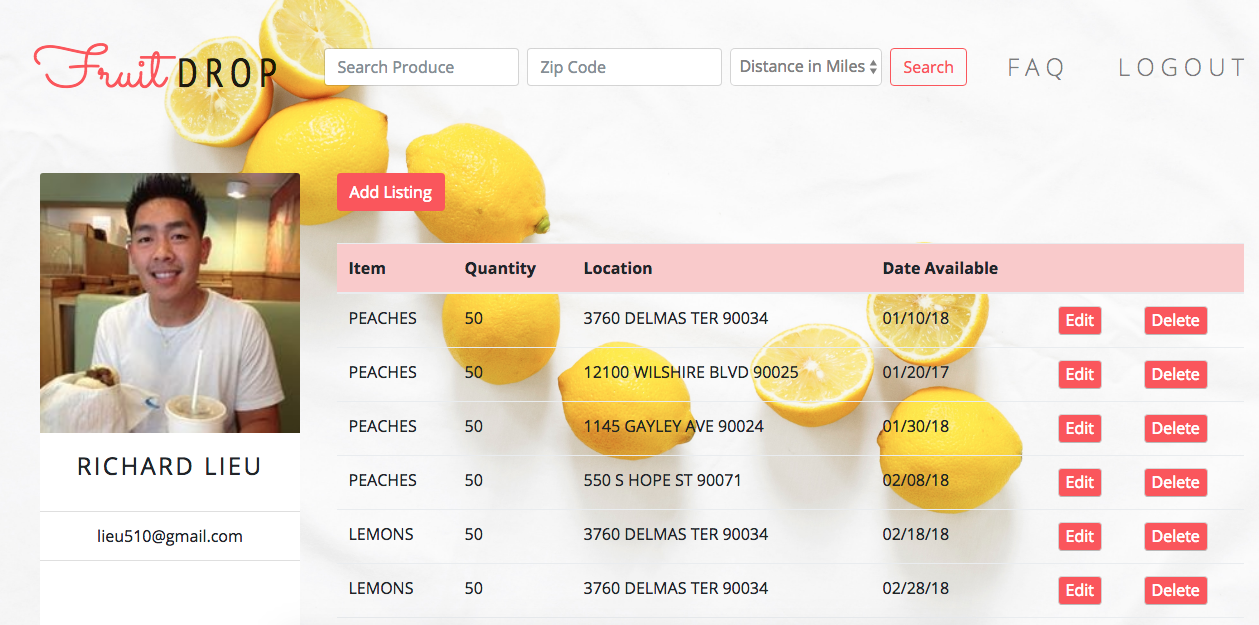 Fruit DROP Search Produce Zip Code Distance in Miles Search FAQ LOGOUT
Add Listing
Item Quantity Location Date Available
PEACHES 50 3760 DELMAS TER 90034 01/10/18 Edit Delete
PEACHES 50 12100 WILSHIRE BLVD 90025 01/20/17 Edit Delete
PEACHES 50 1145 GAYLEY AVE 90024 01/30/18 Edit Delete
PEACHES 50 550 S HOPE ST 90071 02/08/18 Edit Delete
LEMONS 50 3760 DELMAS TER 90034 02/18/18 Edit Delete
LEMONS 50 3760 DELMAS TER 90034 02/28/18 Edit Delete
RICHARD LIEU
lieu510@gmail.com